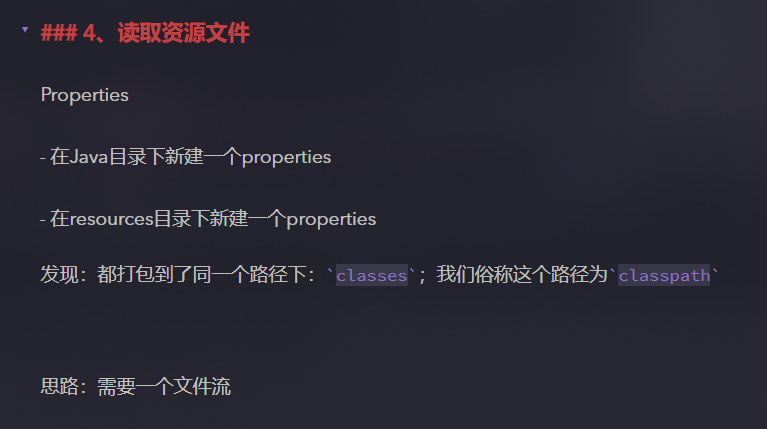 ### 4、读取资源文件
Properties
- 在Java目录下新建一个properties
- 在resources目录下新建一个properties
发现：都打包到了同一个路径下：`classes`；我们俗称这个路径为`classpath`
思路：需要一个文件流